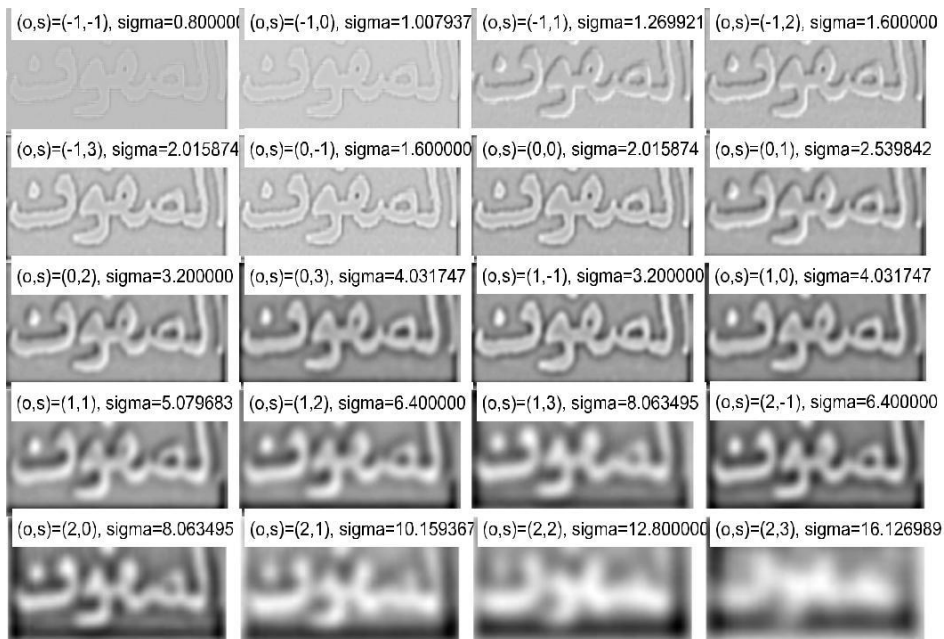 (o,s)=(-1,-1), sigma=0.800000 (o,s)=(-1,0), sigma=1.007937 (o,s)=(-1,1), sigma=1.269921 (o,s)=(-1,2), sigma=1.600000
(o,s)=(-1,3), sigma=2.015874 (o,s)=(0,-1), sigma=1.600000 (o,s)=(0,0), sigma=2.015874 (o,s)=(0,1), sigma=2.539842
(o,s)=(0,2), sigma=3.200000 (o,s)=(0,3), sigma=4.031747 (o,s)=(1,-1), sigma=3.200000 (o,s)=(1,0), sigma=4.031747
(o,s)=(1,1), sigma=5.079683 (o,s)=(1,2), sigma=6.400000 (o,s)=(1,3), sigma=8.063495 (o,s)=(2,-1), sigma=6.400000
(o,s)=(2,0), sigma=8.063495 (o,s)=(2,1), sigma=10.159367 (o,s)=(2,2), sigma=12.800000 (o,s)=(2,3), sigma=16.126989